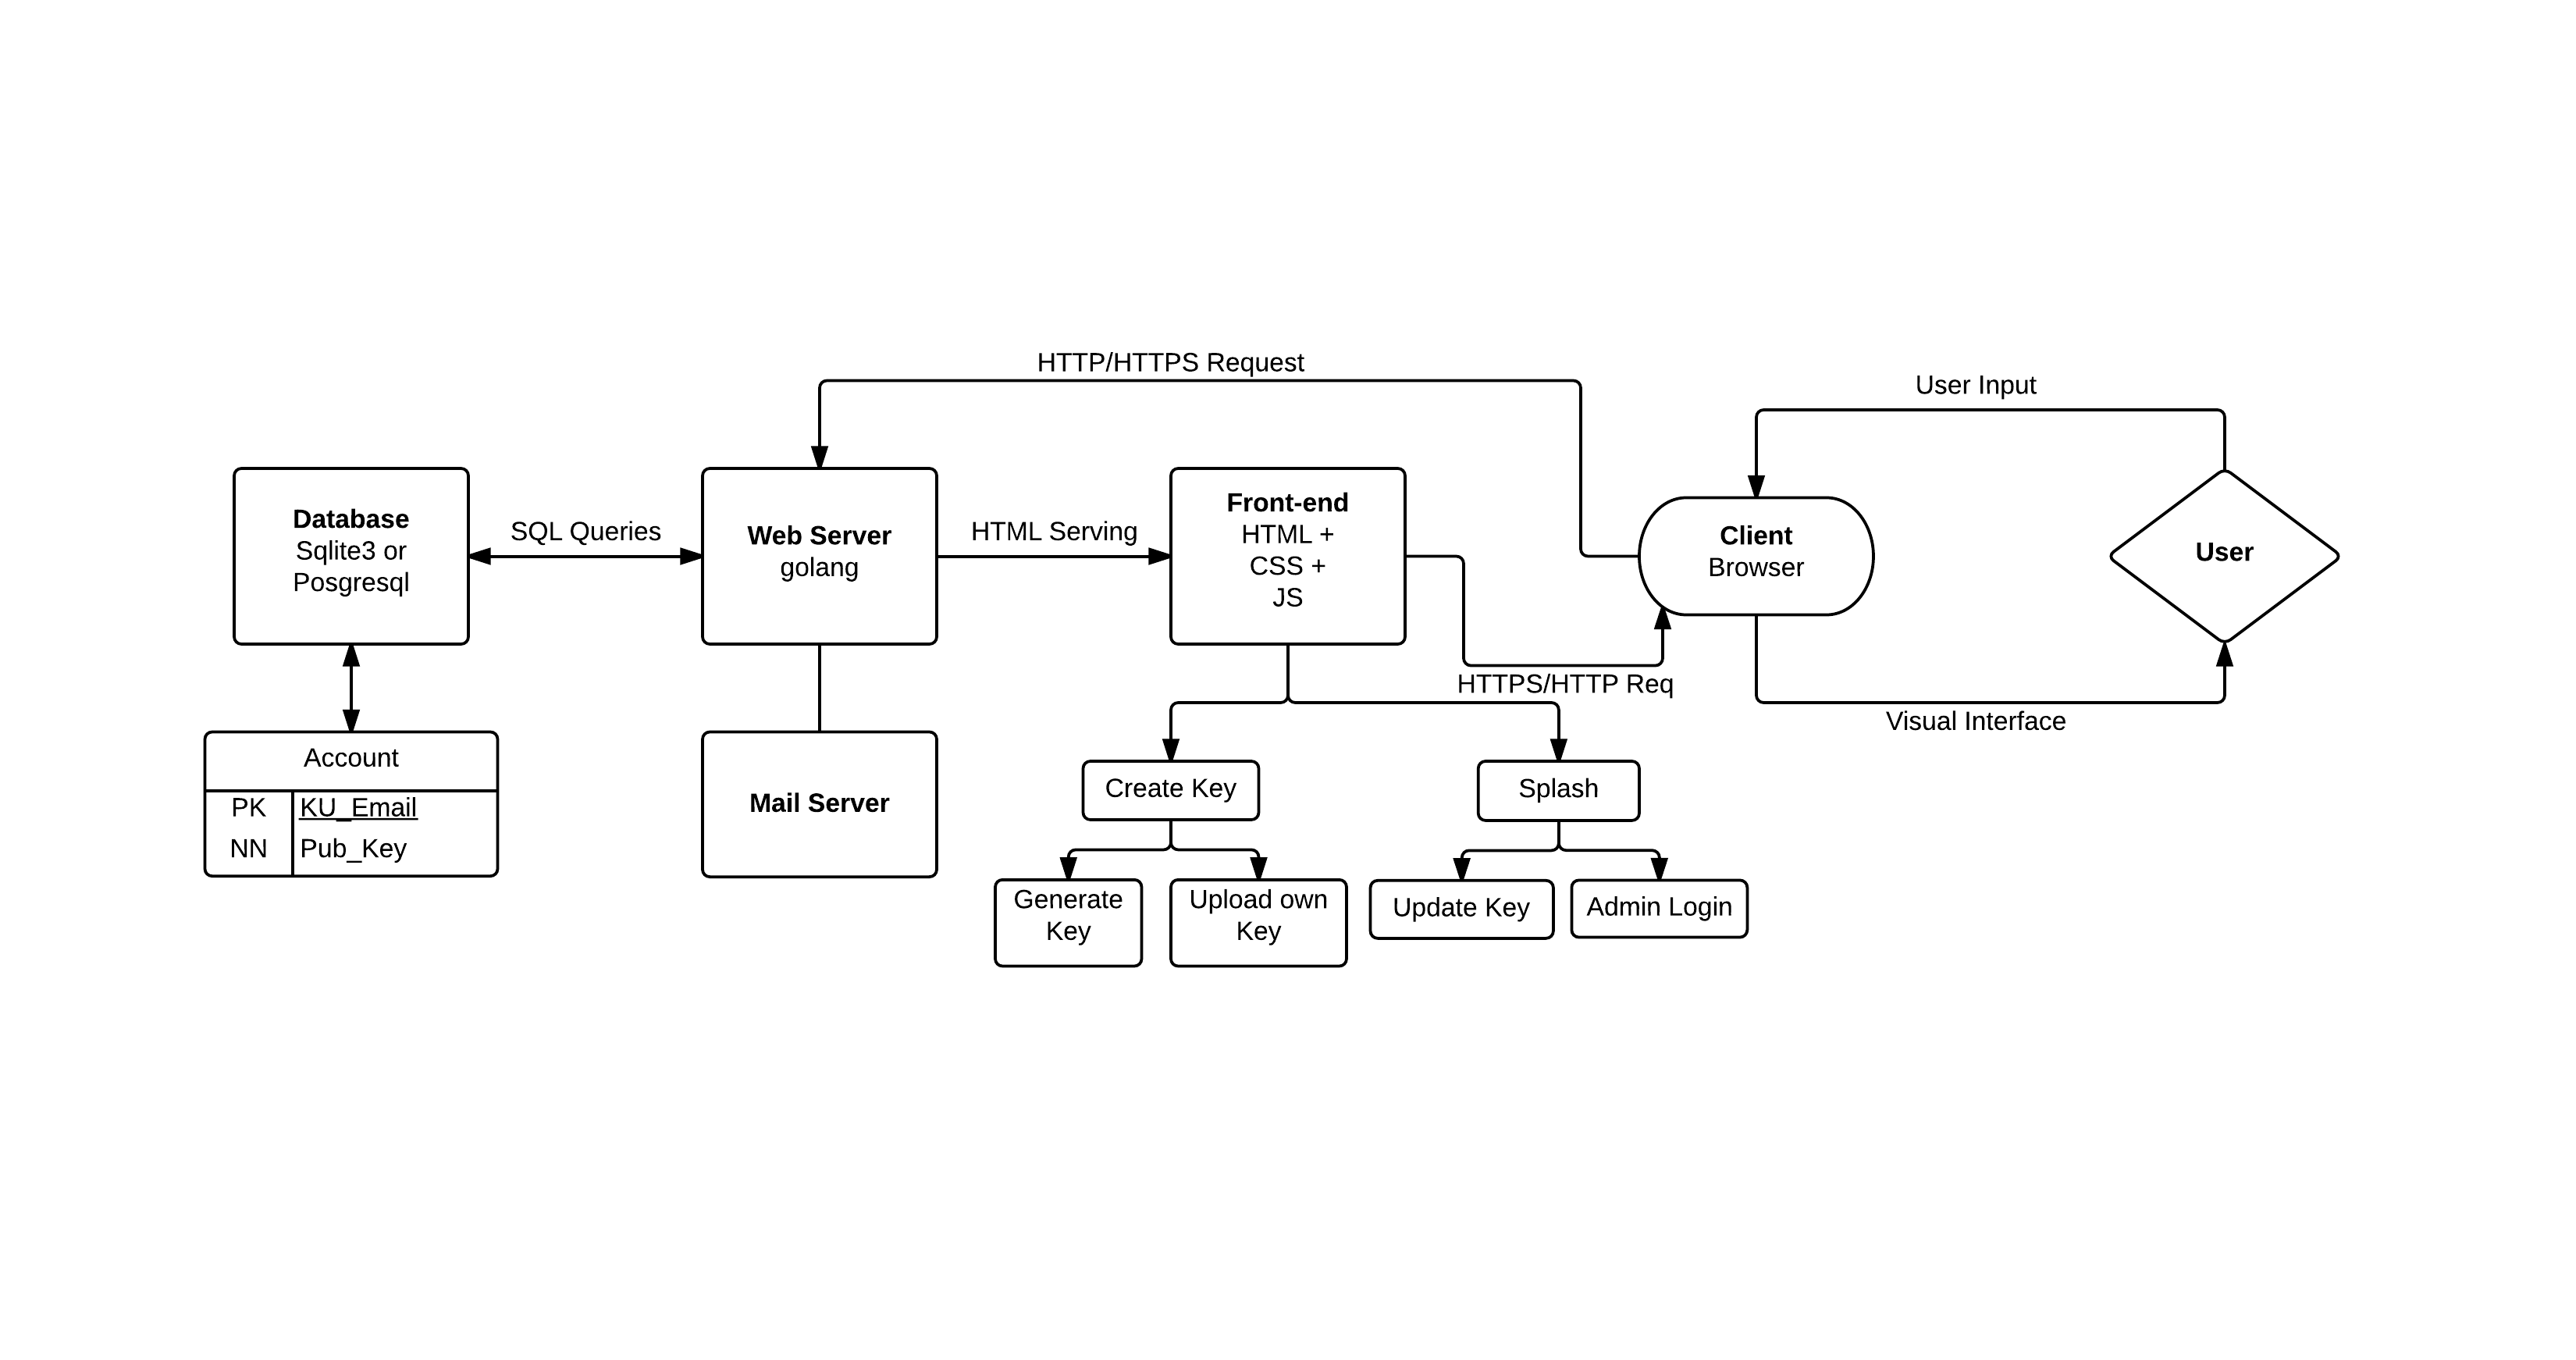 HTTP/HTTPS Request
User Input
Database
Sqlite3 or
Posgresql
SQL Queries
Web Server
golang
HTML Serving
Front-end
HTML +
CSS +
JS
Client
Browser
User
HTTPS/HTTP Req
Visual Interface
Account
PK KU_Email
NN Pub_Key
Mail Server
Create Key
Splash
Generate
Key
Upload own
Key
Update Key
Admin Login